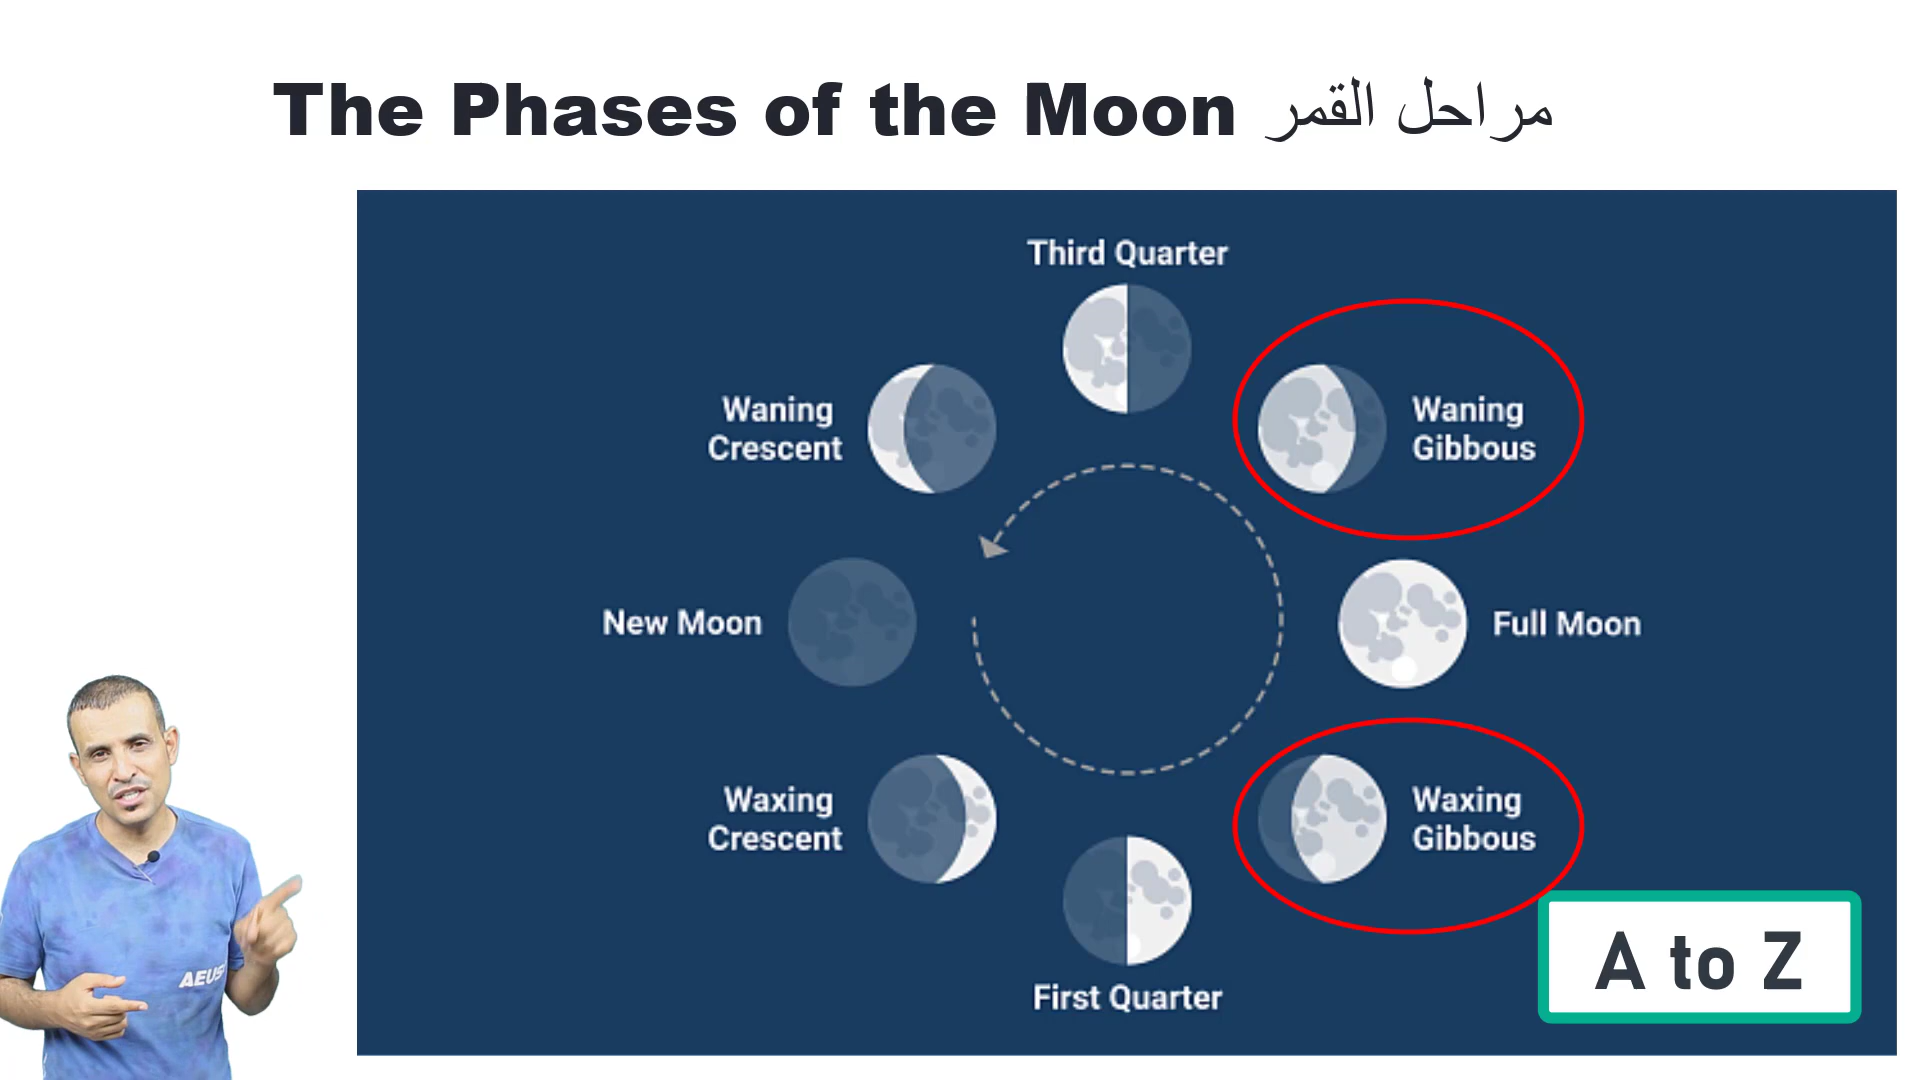 The Phases of the Moon مراحل القمر
Third Quarter
Waning
Crescent
Waning
Gibbous
New Moon
Full Moon
Waxing
Crescent
Waxing
Gibbous
First Quarter
A to Z